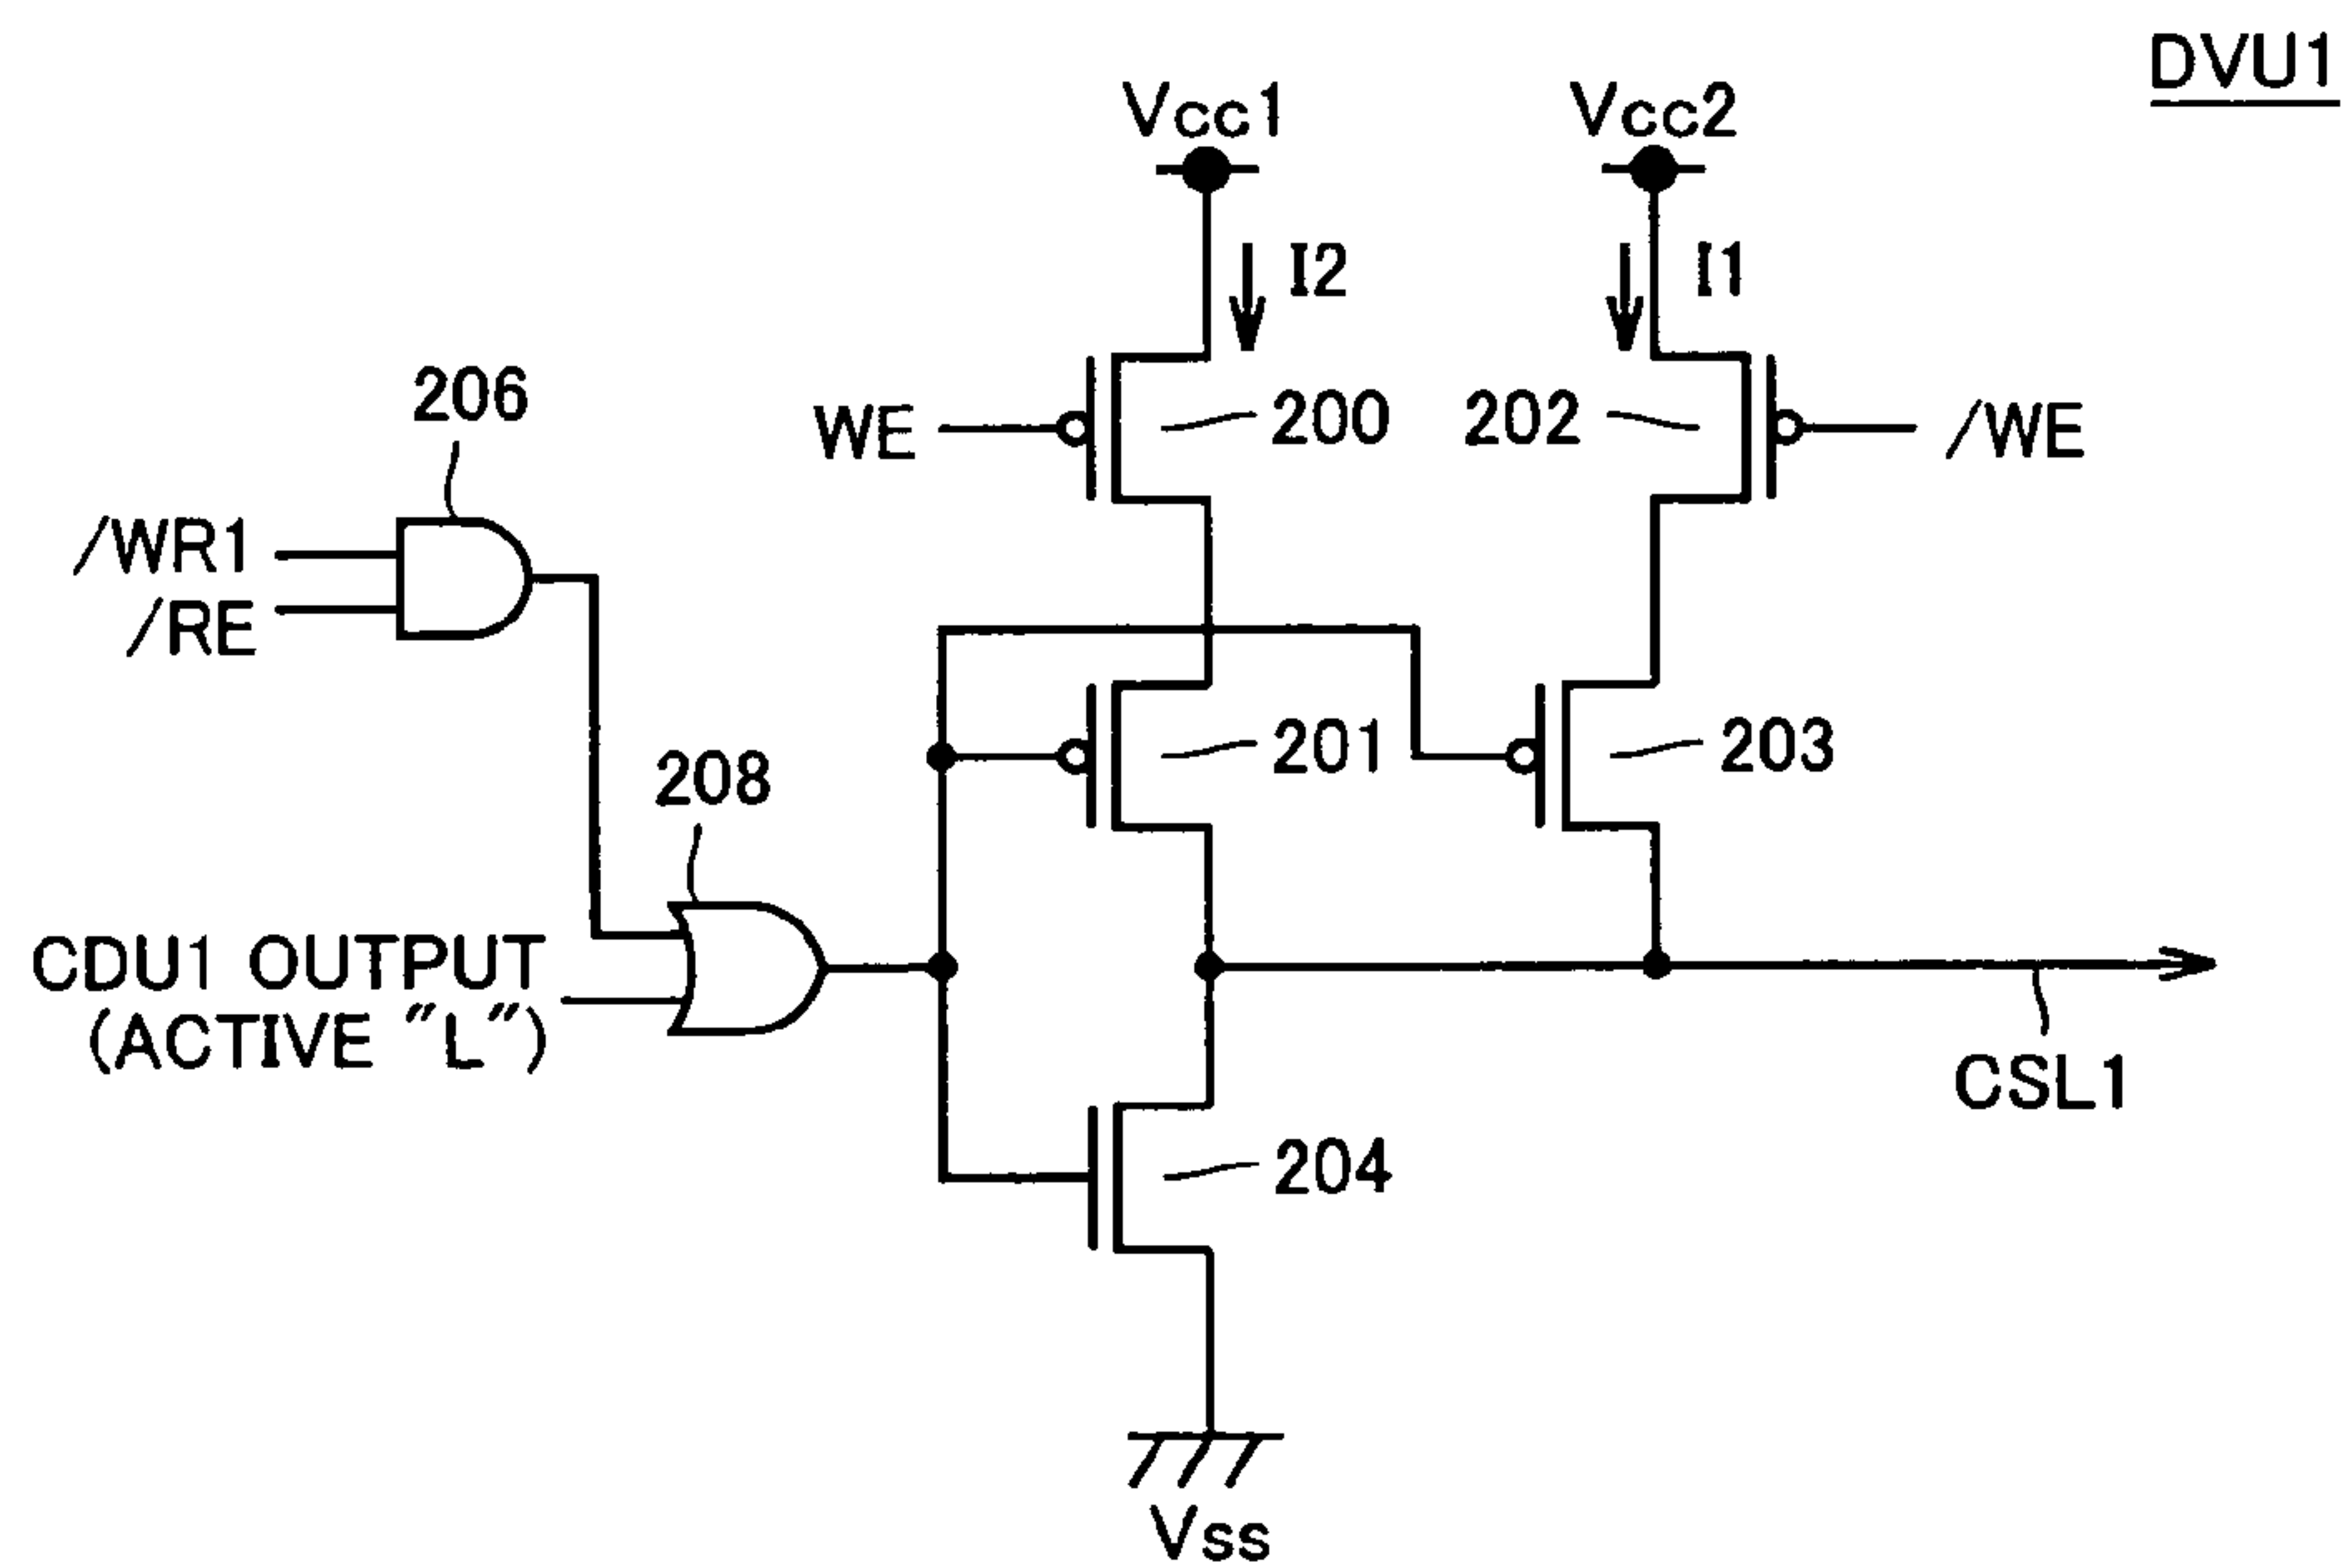 DVU1
Vcc1
Vcc2
I2
I1
206
WE
200
202
/WE
/WR1
/RE
208
201
203
CDU1 OUTPUT
(ACTIVE "L")
CSL1
204
Vss